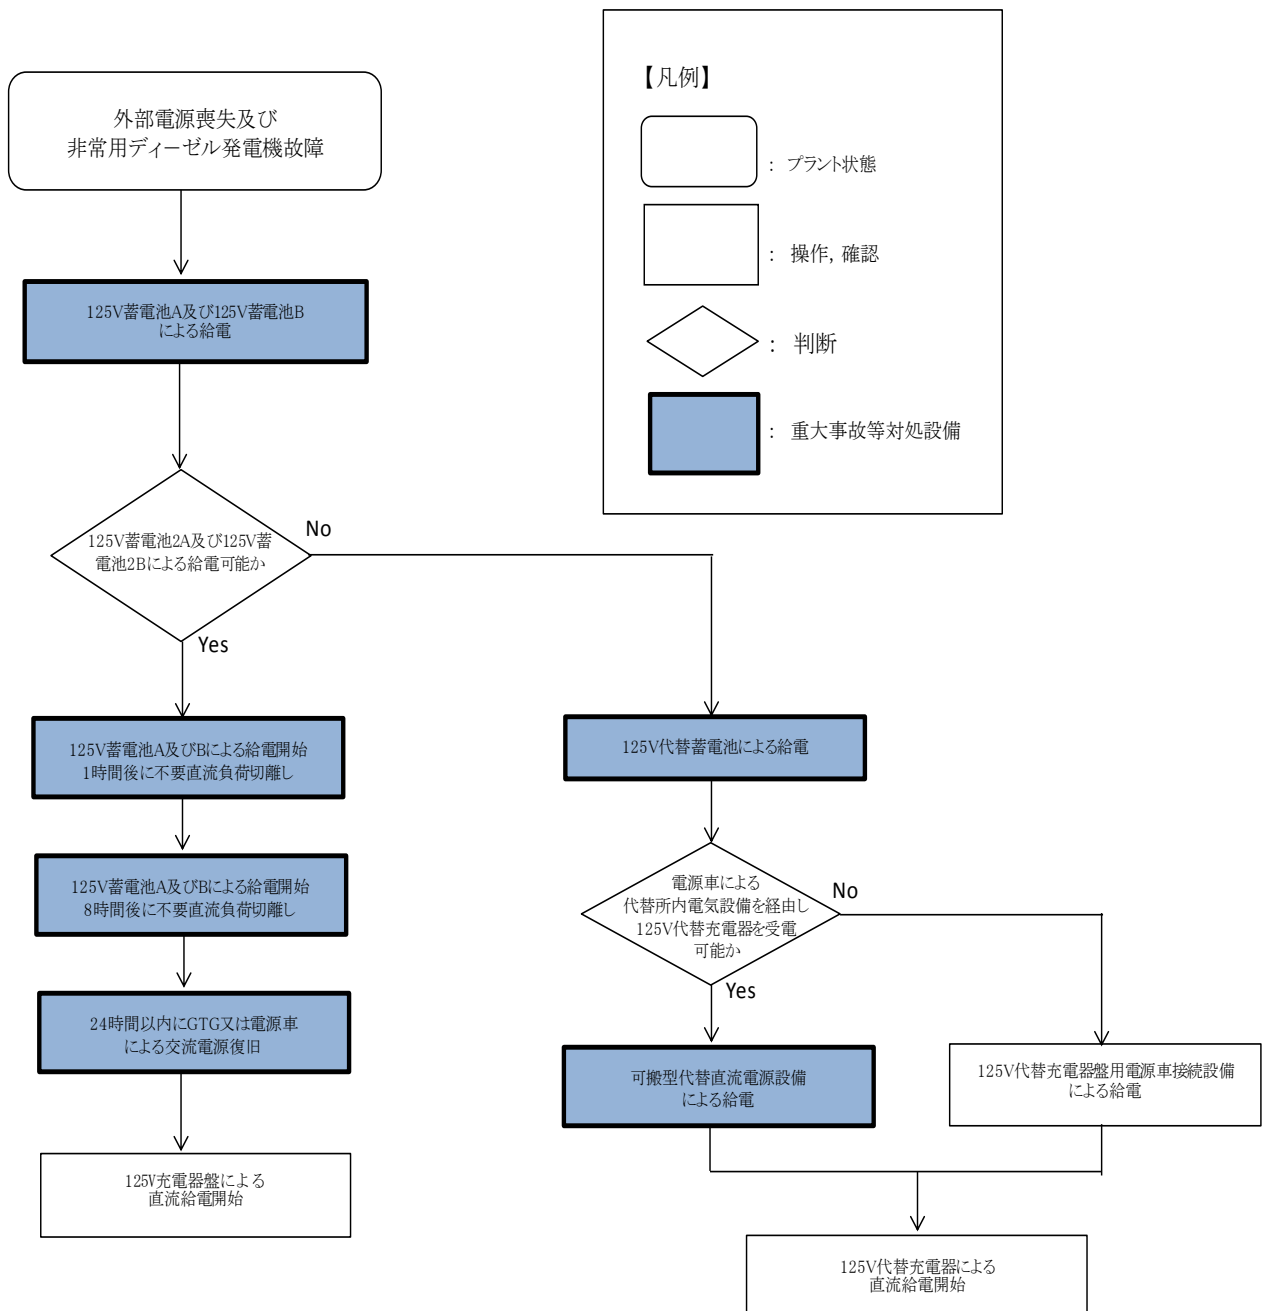 外部電源喪失及び
非常用ディーゼル発電機故障
125V蓄電池A及び125V蓄電池B
による給電
125V蓄電池2A及び125V蓄
電池2Bによる給電可能か
No
Yes
125V蓄電池A及びBによる給電開始
1時間後に不要直流負荷切離し
125V蓄電池A及びBによる給電開始
8時間後に不要直流負荷切離し
24時間以内にGTG又は電源車
による交流電源復旧
125V充電器盤による
直流給電開始
【凡例】
: プラント状態
: 操作, 確認
: 判断
: 重大事故等対処設備
125V代替蓄電池による給電
電源車による
代替所内電気設備を経由し
125V代替充電器を受電
可能か
No
Yes
可搬型代替直流電源設備
による給電
125V代替充電器盤用電源車接続設備
による給電
125V代替充電器による
直流給電開始